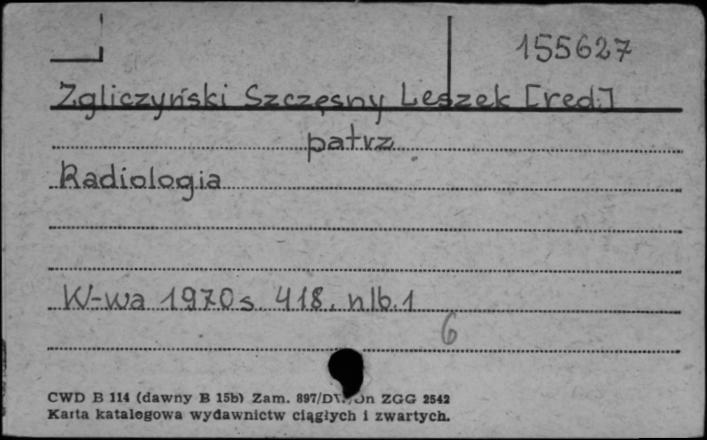 155627
Zgliczyński Szczęsny Leszek [red.]
patrz
Radiologia
W-wa 1970 s. 418, nlb. 1
6
CWD B 114 (dawny B 15b) Zam. 897/ ZGG 2542
Karta katalogowa wydawnictw ciągłych i zwartych.